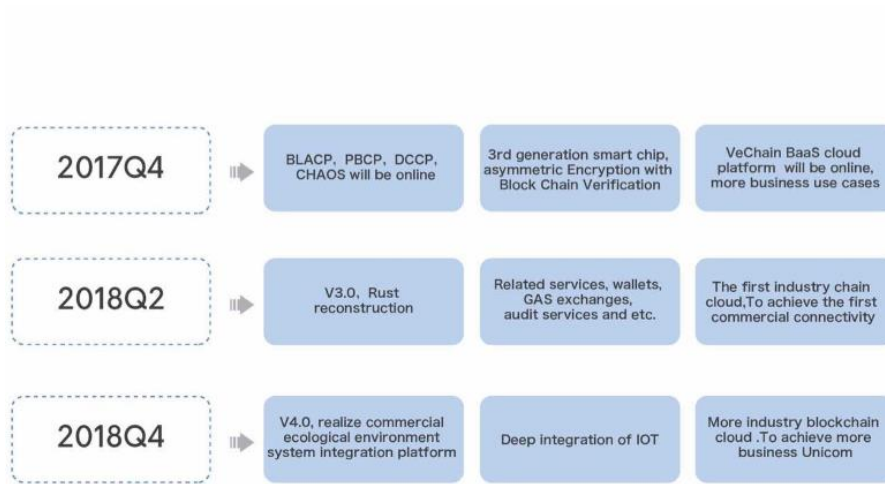 2017Q4
BLACP, PBCP, DCCP,
CHAOS will be online
3rd generation smart chip,
asymmetric Encryption with
Block Chain Verification
VeChain BaaS cloud
platform will be online,
more business use cases
2018Q2
V3.0, Rust
reconstruction
Related services, wallets,
GAS exchanges,
audit services and etc.
The first industry chain
cloud,To achieve the first
commercial connectivity
2018Q4
V4.0, realize commercial
ecological environment
system integration platform
Deep integration of IOT
More industry blockchain
cloud .To achieve more
business Unicom